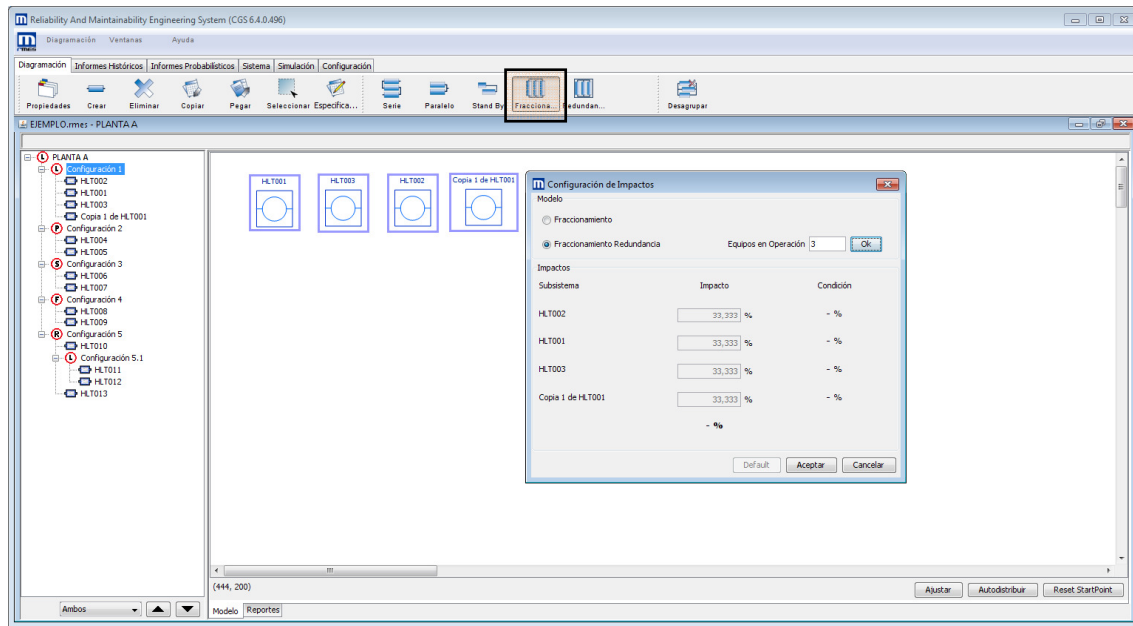 Reliability And Maintainability Engineering System (CGS 6.4.0.496)
Diagramación Ventanas Ayuda
Diagramación Informes Históricos Informes Probabilísticos Sistema Simulación Configuración
Propiedades Crear Eliminar Copiar Pegar Seleccionar Especifica... Serie Paralelo Stand By Fracciona... Redundan... Desagrupar
EJEMPLO.rmes - PLANTA A
L PLANTA A
L Configuración 1
HLT002
HLT001
HLT003
Copia 1 de HLT001
P Configuración 2
HLT004
HLT005
S Configuración 3
HLT006
HLT007
F Configuración 4
HLT008
HLT009
R Configuración 5
HLT010
L Configuración 5.1
HLT011
HLT012
HLT013
Ambos
HLT001 HLT003 HLT002 Copia 1 de HLT001
Configuración de Impactos
Modelo
Fraccionamiento
Fraccionamiento Redundancia Equipos en Operación 3 Ok
Impactos
Subsistema Impacto Condición
HLT002 33,333 % - %
HLT001 33,333 % - %
HLT003 33,333 % - %
Copia 1 de HLT001 33,333 % - %
- %
Default Aceptar Cancelar
(444, 200)
Ajustar Autodistribuir Reset StartPoint
Modelo Reportes